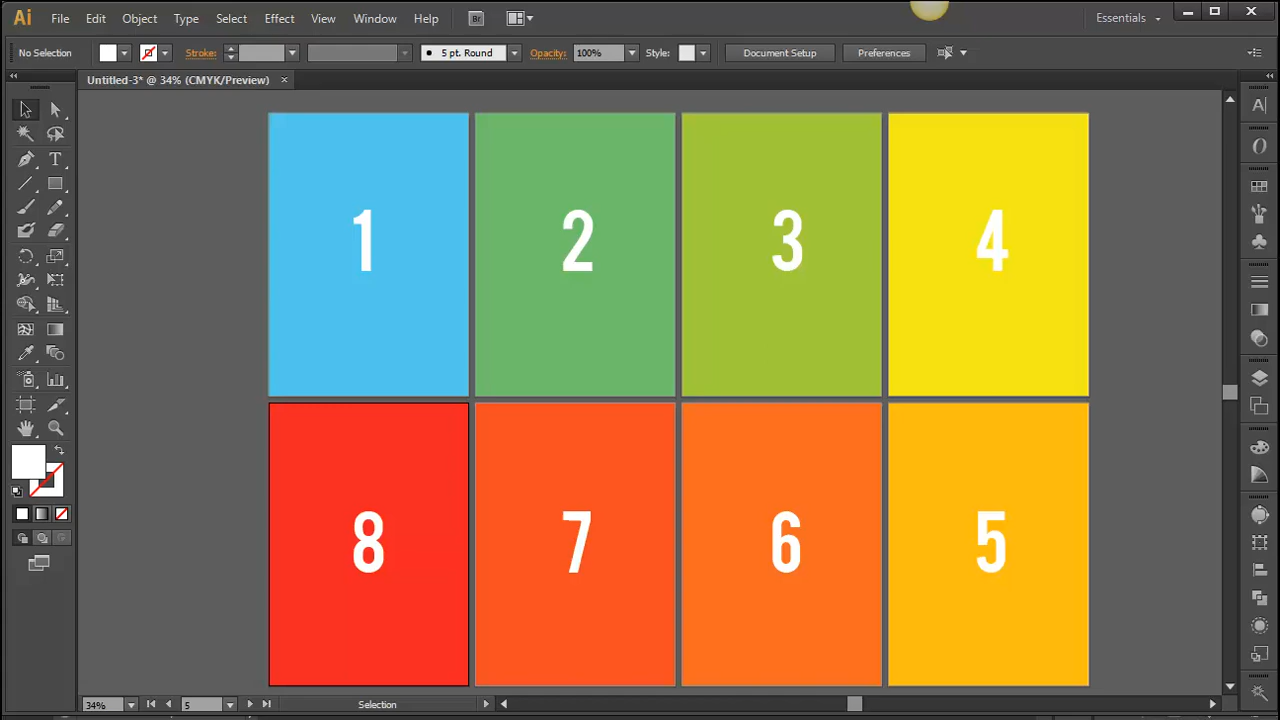 Ai File Edit Object Type Select Effect View Window Help Br Essentials
No Selection Stroke: 5 pt. Round Opacity: 100% Style: Document Setup Preferences
Untitled-3* @ 34% (CMYK/Preview)
1 2 3 4
8 7 6 5
34% 5 Selection